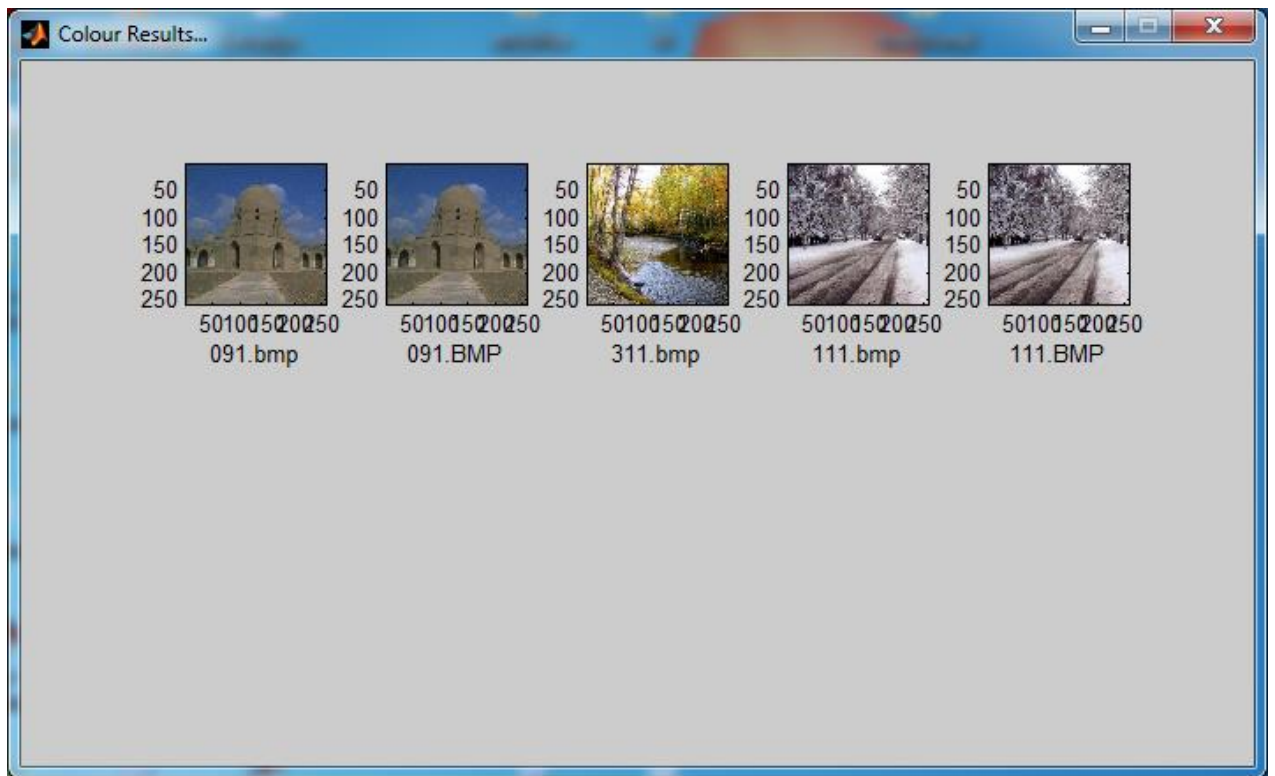 Colour Results...
50 50 50 50 50
100 100 100 100 100
150 150 150 150 150
200 200 200 200 200
250 250 250 250 250
50100150200250 50100150200250 50100150200250 50100150200250 50100150200250
091.bmp 091.BMP 311.bmp 111.bmp 111.BMP